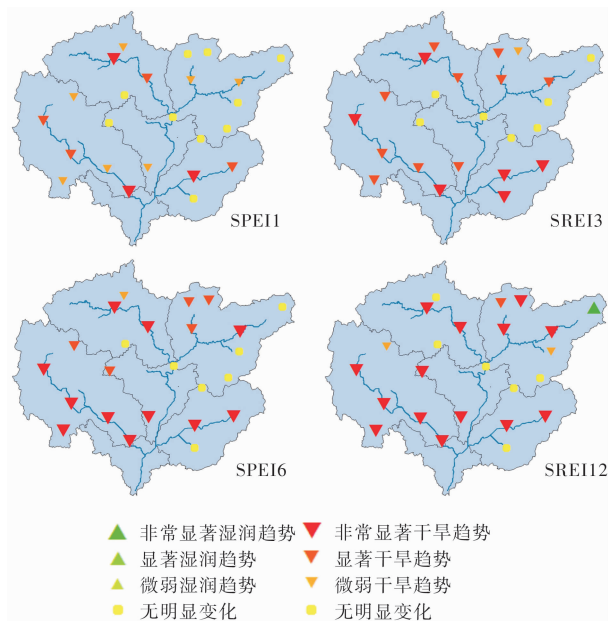 SPEI1
SREI3
SPEI6
SREI12
非常显著湿润趋势
非常显著干旱趋势
显著湿润趋势
显著干旱趋势
微弱湿润趋势
微弱干旱趋势
无明显变化
无明显变化